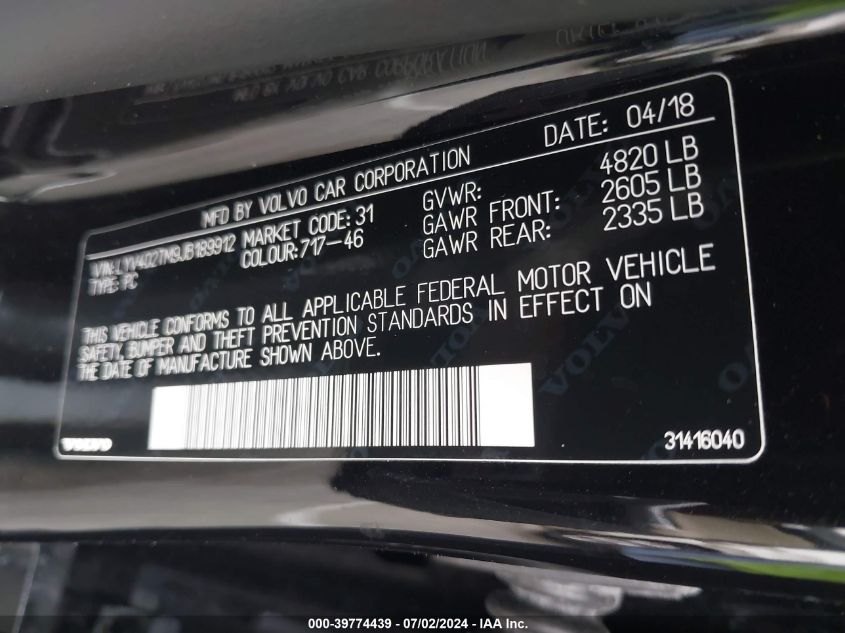 DATE: 04/18
MFD BY VOLVO CAR CORPORATION
VIN: LYV402TM9JB189912 MARKET CODE: 31
TYPE: PC COLOUR: 717-46
GVWR: 4820 LB
GAWR FRONT: 2605 LB
GAWR REAR: 2335 LB
THIS VEHICLE CONFORMS TO ALL APPLICABLE FEDERAL MOTOR VEHICLE
SAFETY, BUMPER AND THEFT PREVENTION STANDARDS IN EFFECT ON
THE DATE OF MANUFACTURE SHOWN ABOVE.
VOLVO
31416040
000-39774439 - 07/02/2024 - IAA Inc.